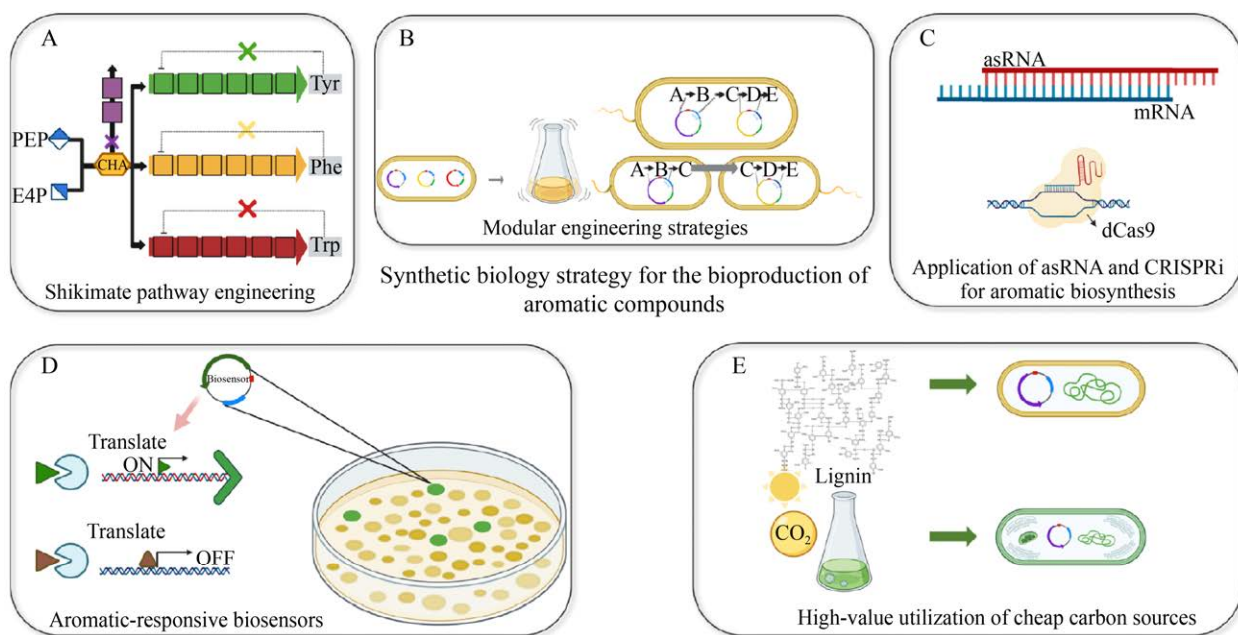 A
PEP
E4P
CHA
Tyr
Phe
Trp
Shikimate pathway engineering
B
A B C D E
A B C
C D E
Modular engineering strategies
Synthetic biology strategy for the bioproduction of
aromatic compounds
C
asRNA
mRNA
dCas9
Application of asRNA and CRISPRi
for aromatic biosynthesis
D
Biosensor
Translate
ON
Translate
OFF
Aromatic-responsive biosensors
E
Lignin
CO₂
High-value utilization of cheap carbon sources